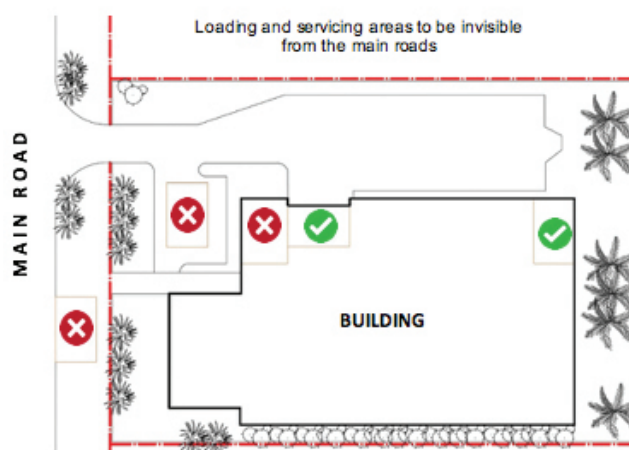 Loading and servicing areas to be invisible
from the main roads
MAIN ROAD
BUILDING